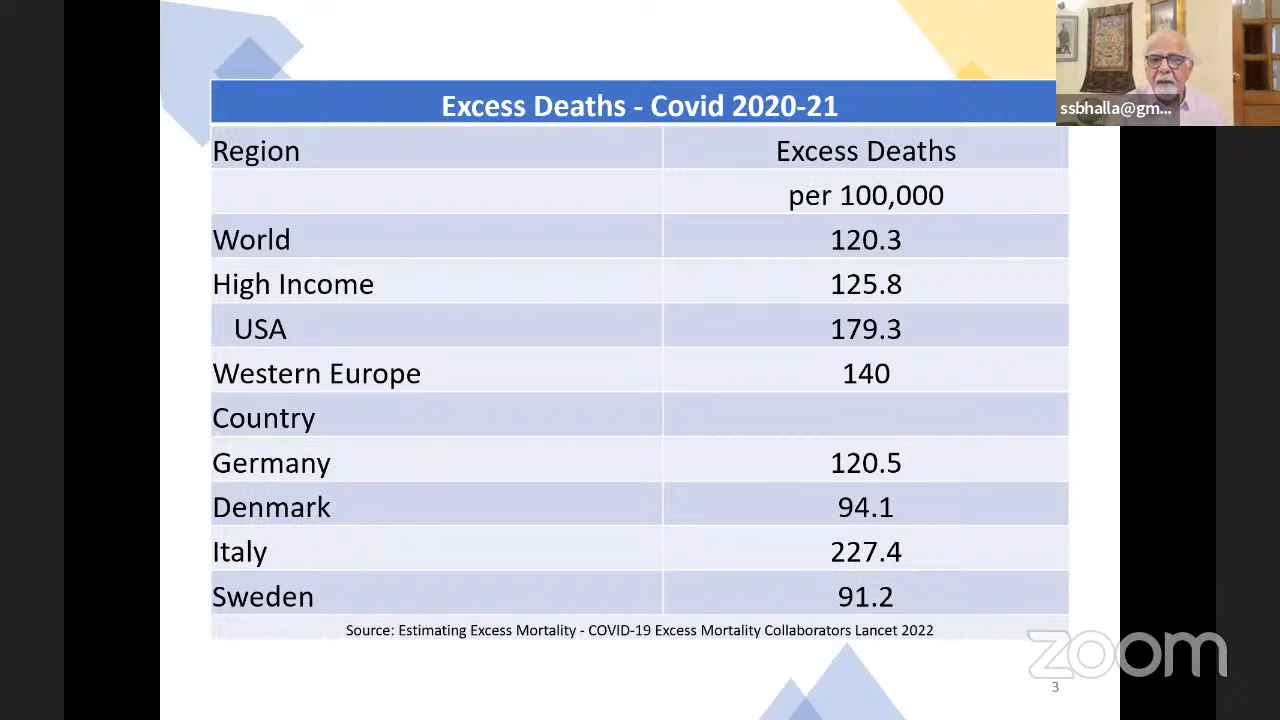 Excess Deaths - Covid 2020-21
Region Excess Deaths
per 100,000
World 120.3
High Income 125.8
USA 179.3
Western Europe 140
Country
Germany 120.5
Denmark 94.1
Italy 227.4
Sweden 91.2
Source: Estimating Excess Mortality - COVID-19 Excess Mortality Collaborators Lancet 2022
3
ssbhalla@gm...
zoom